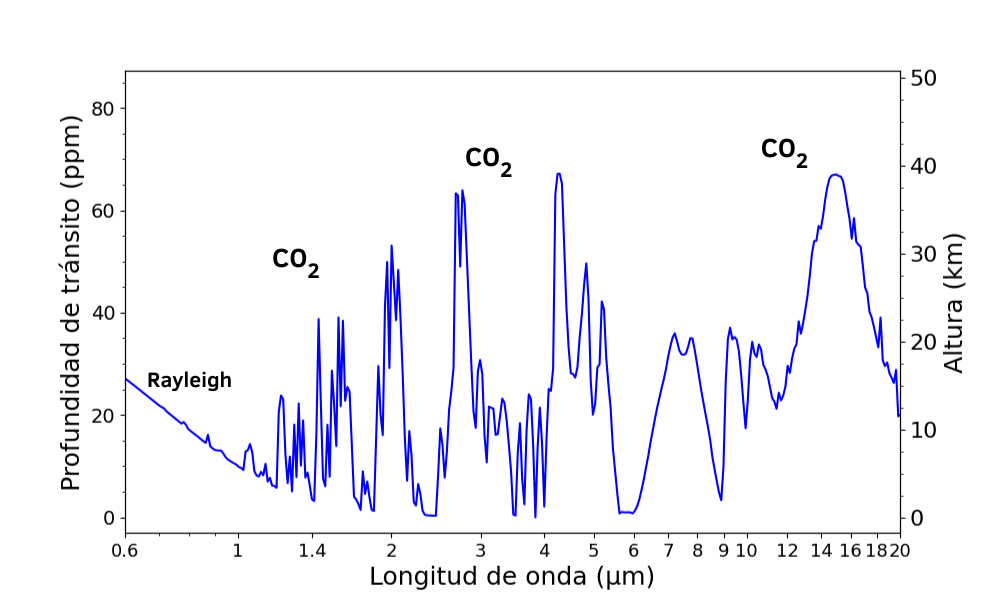 CO2
CO2
CO2
Rayleigh
Profundidad de tránsito (ppm)
80
60
40
20
0
50
40
30
20
10
0
Altura (km)
0.6 1 1.4 2 3 4 5 6 7 8 9 10 12 14 16 18 20
Longitud de onda (μm)